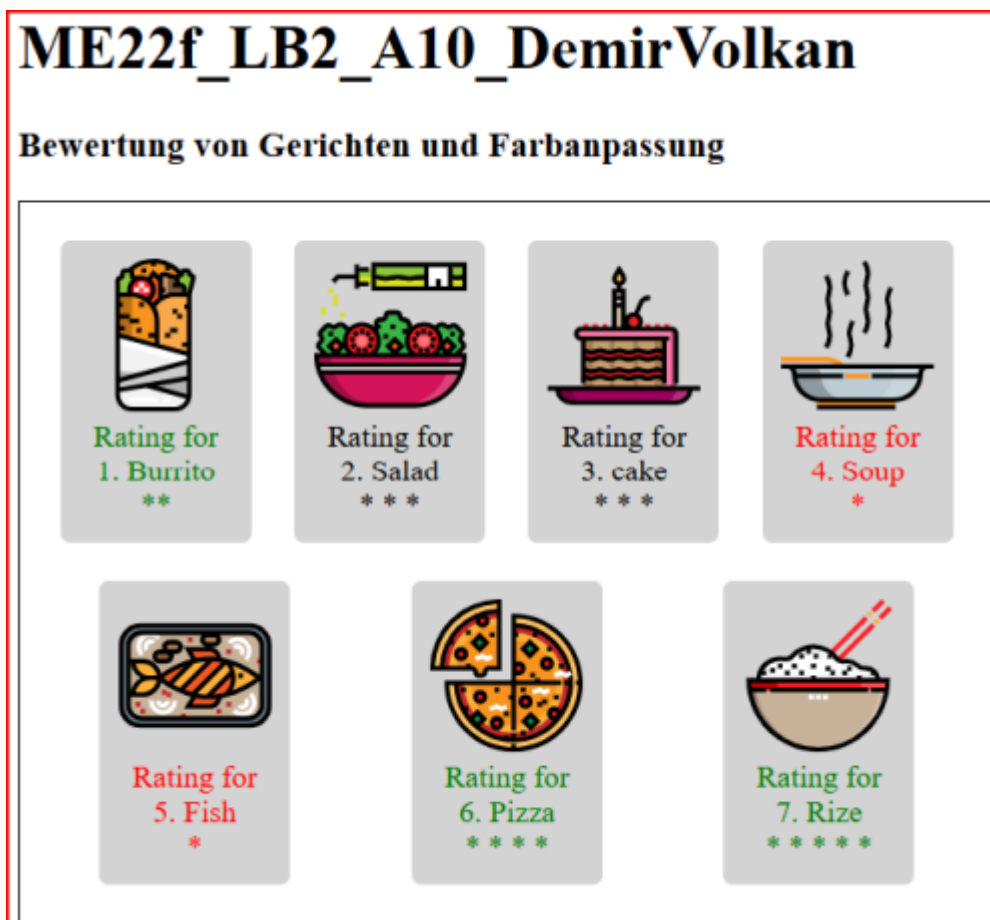 ME22f_LB2_A10_DemirVolkan
Bewertung von Gerichten und Farbanpassung
Rating for
1. Burrito
**
Rating for
2. Salad
* * *
Rating for
3. cake
* * *
Rating for
4. Soup
*
Rating for
5. Fish
*
Rating for
6. Pizza
* * * *
Rating for
7. Rize
* * * * *